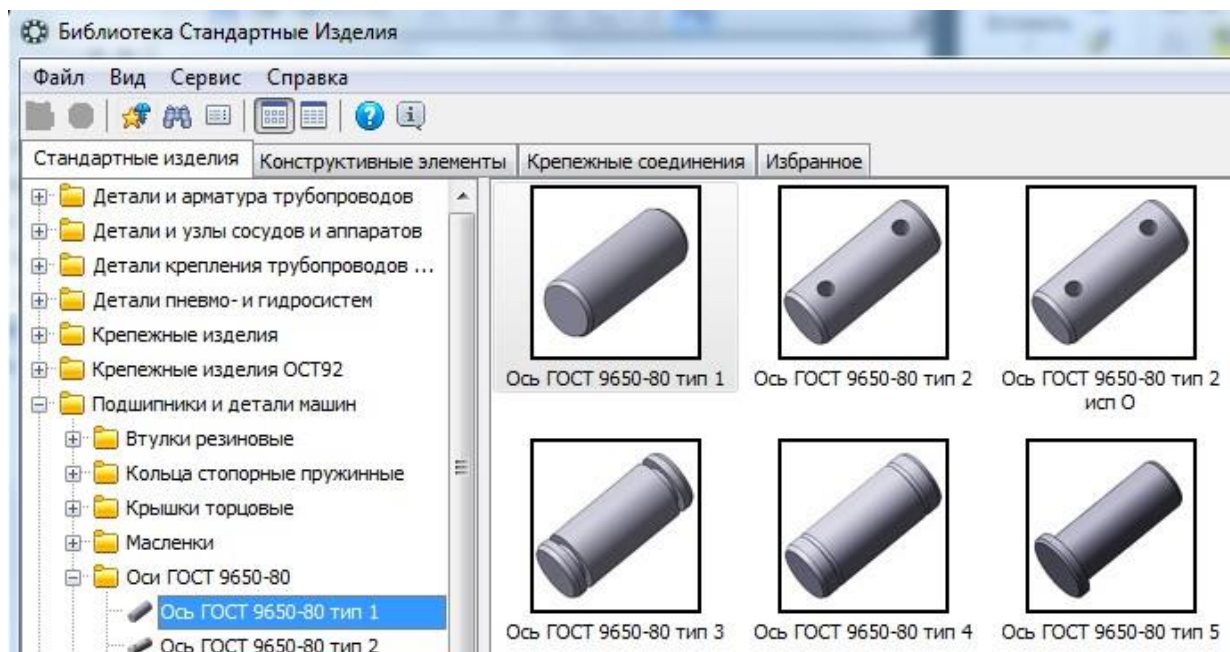 Библиотека Стандартные Изделия
Файл Вид Сервис Справка
Стандартные изделия Конструктивные элементы Крепежные соединения Избранное
Детали и арматура трубопроводов
Детали и узлы сосудов и аппаратов
Детали крепления трубопроводов ...
Детали пневмо- и гидросистем
Крепежные изделия
Крепежные изделия ОСТ92
Подшипники и детали машин
Втулки резиновые
Кольца стопорные пружинные
Крышки торцовые
Масленки
Оси ГОСТ 9650-80
Ось ГОСТ 9650-80 тип 1
Ось ГОСТ 9650-80 тип 2
Ось ГОСТ 9650-80 тип 1
Ось ГОСТ 9650-80 тип 2
Ось ГОСТ 9650-80 тип 2
исп О
Ось ГОСТ 9650-80 тип 3
Ось ГОСТ 9650-80 тип 4
Ось ГОСТ 9650-80 тип 5